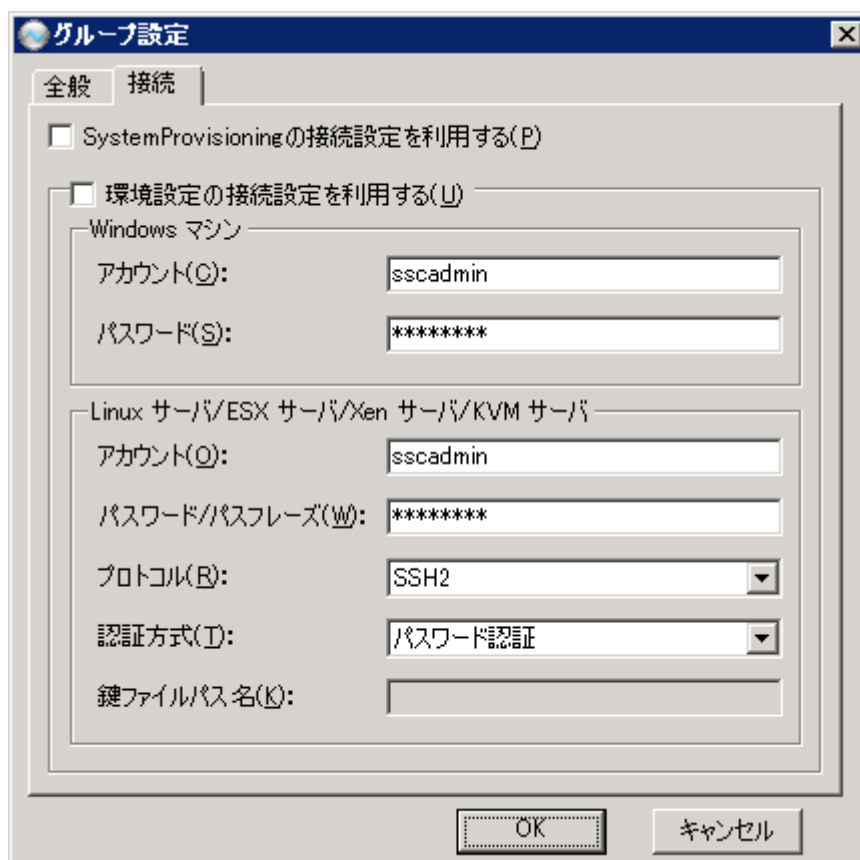 グループ設定
全般 接続
SystemProvisioningの接続設定を利用する(P)
環境設定の接続設定を利用する(U)
Windows マシン
アカウント(C): sscadmin
パスワード(S): ********
Linux サーバ/ESX サーバ/Xen サーバ/KVM サーバ
アカウント(O): sscadmin
パスワード/パスフレーズ(W): ********
プロトコル(R): SSH2
認証方式(T): パスワード認証
鍵ファイルパス名(K):
OK キャンセル